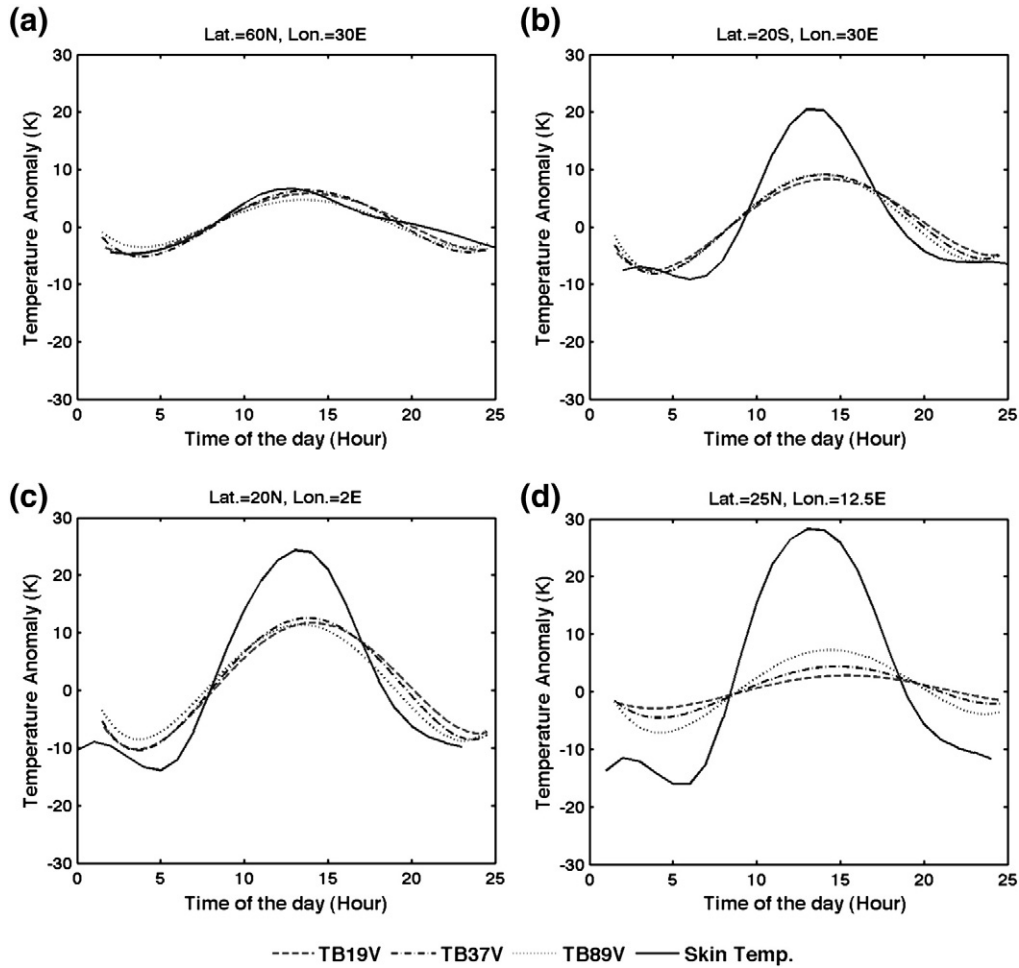 (a)
Lat.=60N, Lon.=30E
Temperature Anomaly (K)
30
20
10
0
-10
-20
-30
0 5 10 15 20 25
Time of the day (Hour)
(b)
Lat.=20S, Lon.=30E
Temperature Anomaly (K)
30
20
10
0
-10
-20
-30
0 5 10 15 20 25
Time of the day (Hour)
(c)
Lat.=20N, Lon.=2E
Temperature Anomaly (K)
30
20
10
0
-10
-20
-30
0 5 10 15 20 25
Time of the day (Hour)
(d)
Lat.=25N, Lon.=12.5E
Temperature Anomaly (K)
30
20
10
0
-10
-20
-30
0 5 10 15 20 25
Time of the day (Hour)
TB19V TB37V TB89V Skin Temp.